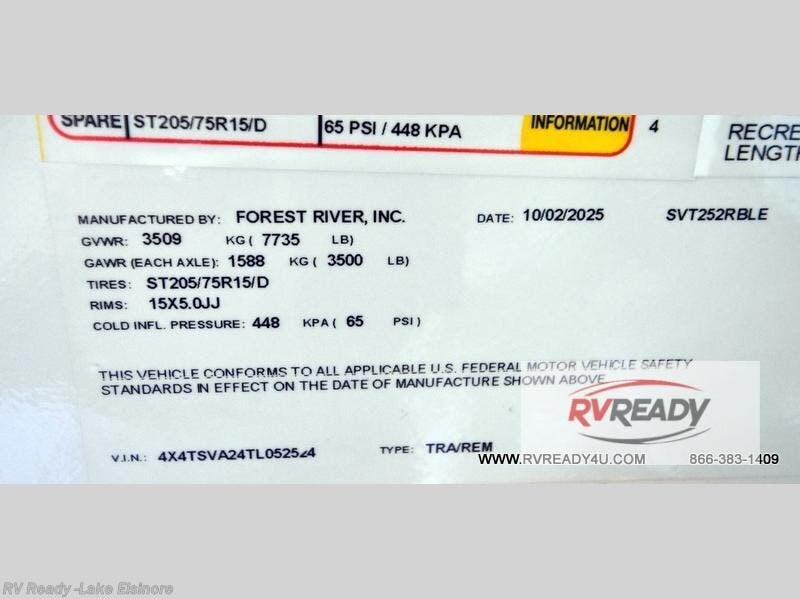 SPARE ST205/75R15/D 65 PSI / 448 KPA INFORMATION 4
RECRE
LENGTH
MANUFACTURED BY: FOREST RIVER, INC. DATE: 10/02/2025 SVT252RBLE
GVWR: 3509 KG ( 7735 LB)
GAWR (EACH AXLE): 1588 KG ( 3500 LB)
TIRES: ST205/75R15/D
RIMS: 15X5.0JJ
COLD INFL. PRESSURE: 448 KPA ( 65 PSI )
THIS VEHICLE CONFORMS TO ALL APPLICABLE U.S. FEDERAL MOTOR VEHICLE SAFETY
STANDARDS IN EFFECT ON THE DATE OF MANUFACTURE SHOWN ABOVE
V.I.N.: 4X4TSVA24TL052524 TYPE: TRA/REM
RVREADY
WWW.RVREADY4U.COM 866-383-1409
RV Ready -Lake Elsinore